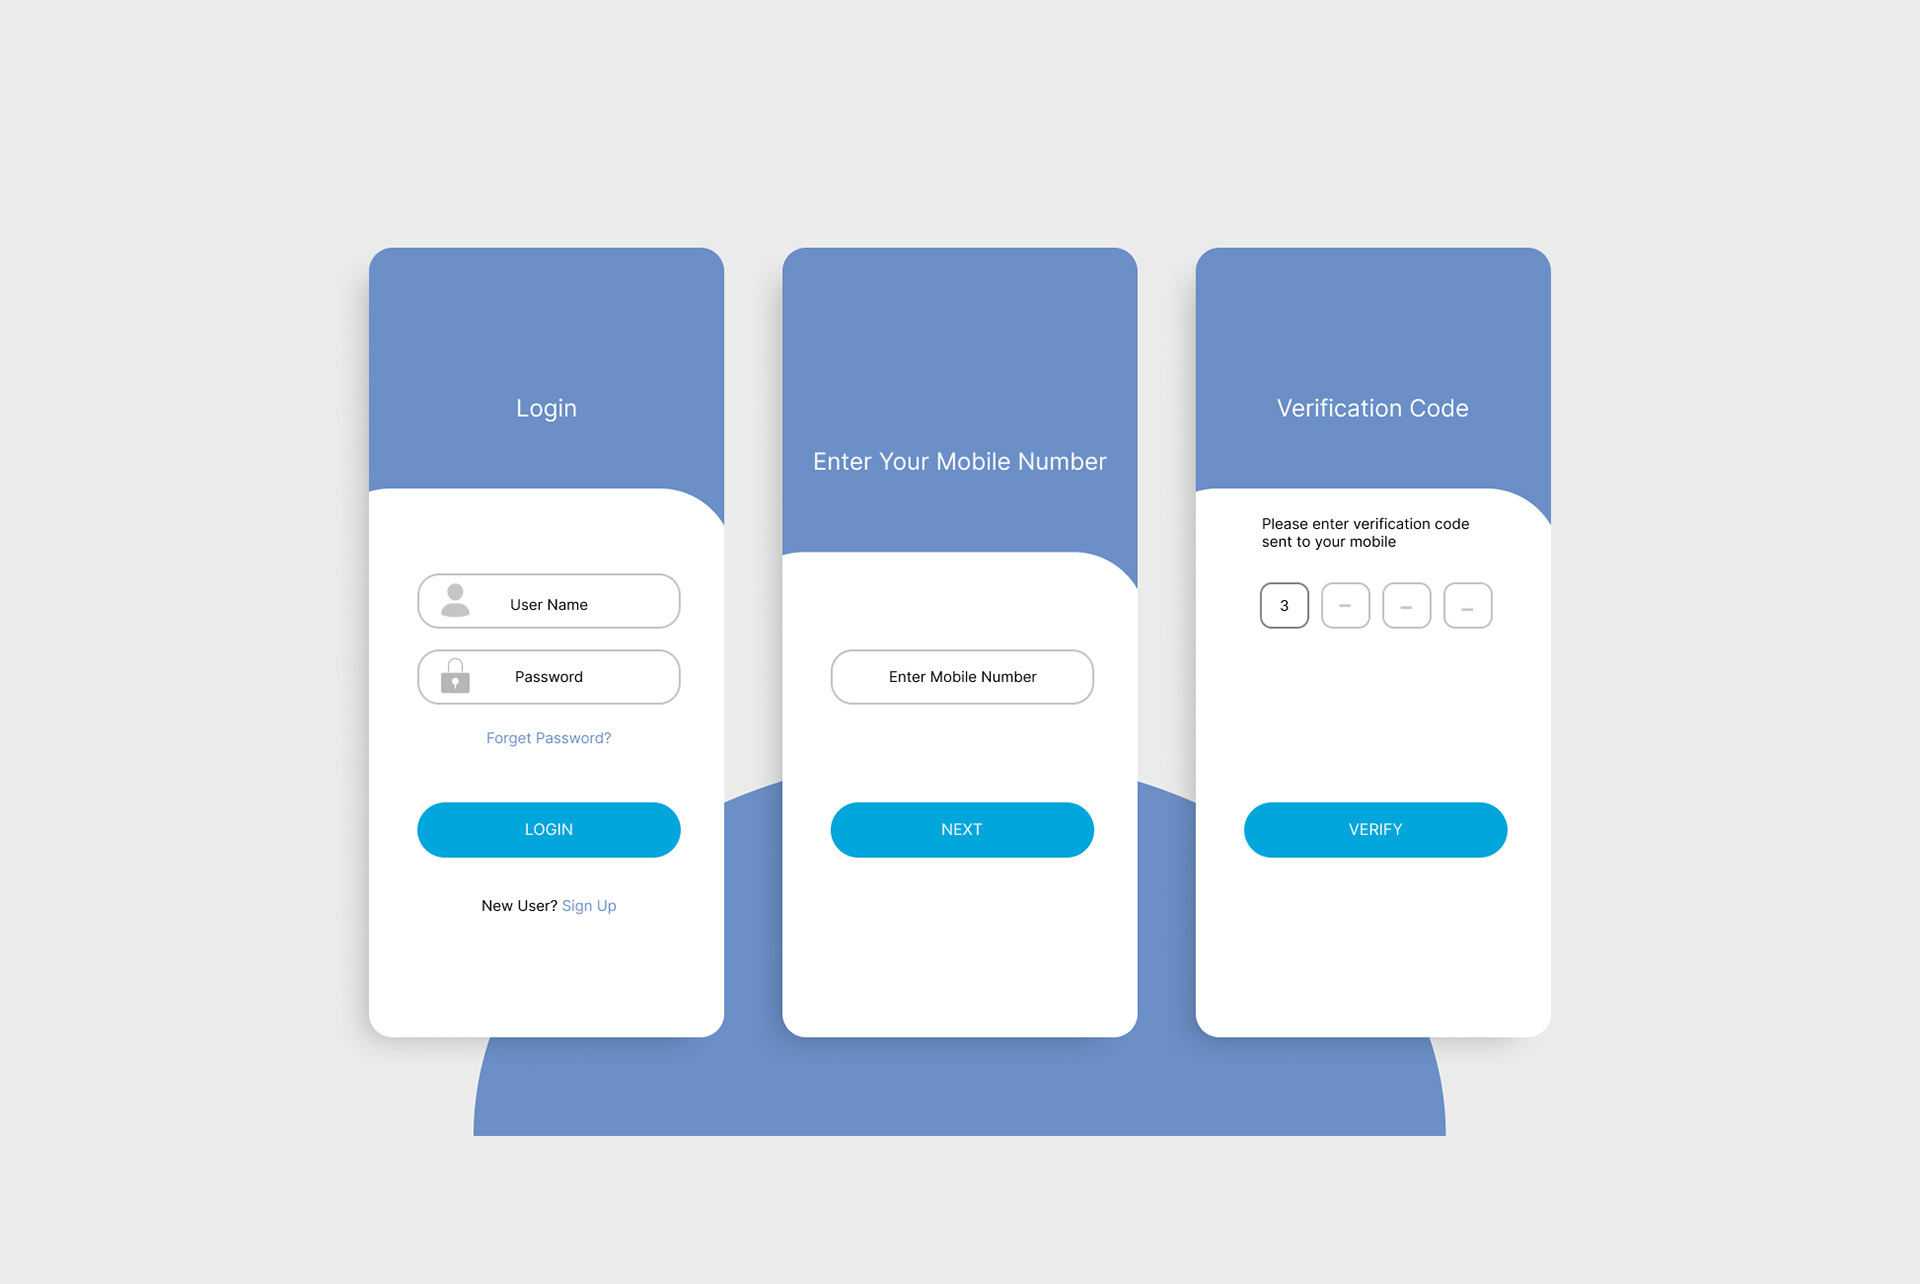 Login
User Name
Password
Forget Password?
LOGIN
New User? Sign Up
Enter Your Mobile Number
Enter Mobile Number
NEXT
Verification Code
Please enter verification code
sent to your mobile
3 – – –
VERIFY